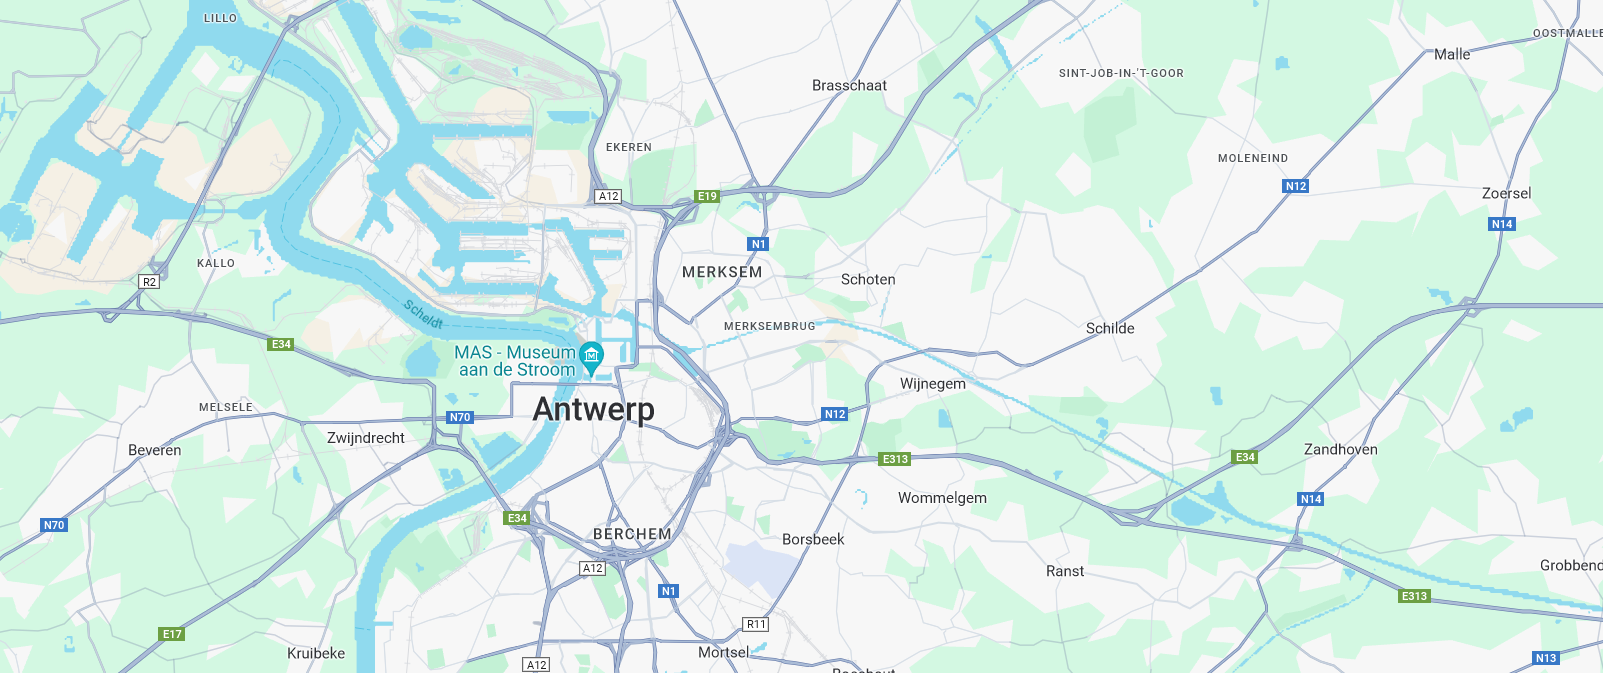 LILLO
OOSTMALLE
Malle
SINT-JOB-IN-'T-GOOR
Brasschaat
EKEREN
MOLENEIND
N12
Zoersel
A12
E19
N14
N1
KALLO
MERKSEM
R2
Schoten
Scheldt
MERKSEMBRUG
Schilde
E34
MAS - Museum
aan de Stroom
Wijnegem
MELSELE
Antwerp
N70
N12
Zwijndrecht
Beveren
Zandhoven
E34
E313
Wommelgem
N14
E34
N70
BERCHEM
Borsbeek
A12
Ranst
Grobbend
N1
E313
R11
E17
Kruibeke
Mortsel
A12
N13